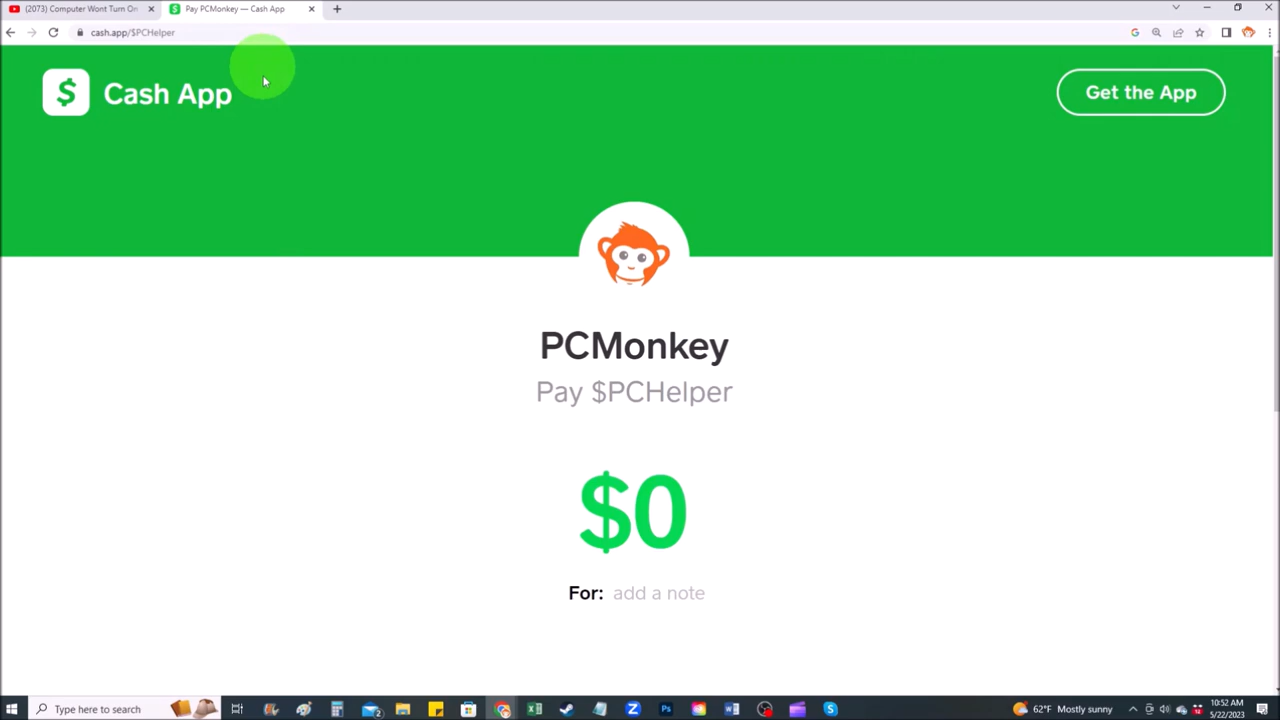 (2073) Computer Wont Turn On
Pay PCMonkey — Cash App
cash.app/$PCHelper
$ Cash App
Get the App
PCMonkey
Pay $PCHelper
$0
For: add a note
Type here to search
62°F Mostly sunny
10:52 AM
5/22/2023